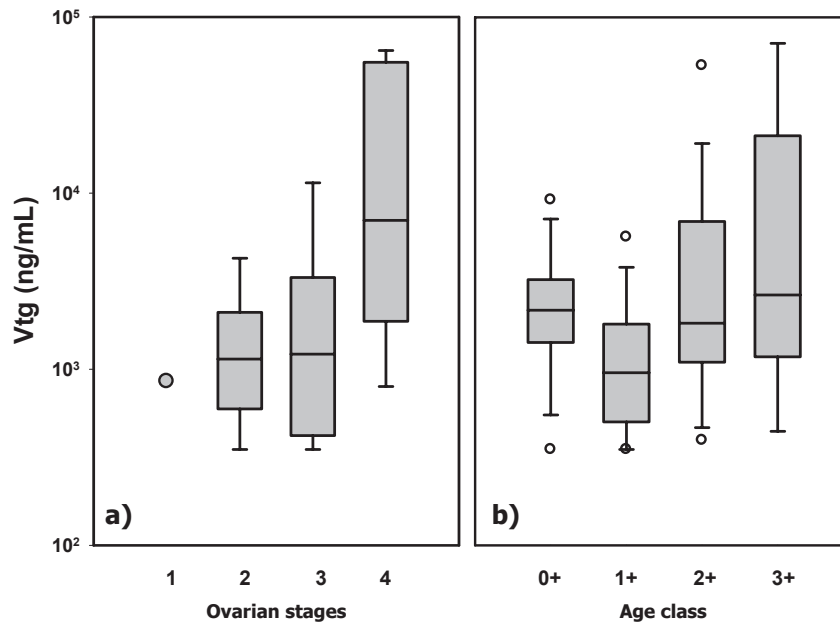 10⁵
10⁴
10³
10²
Vtg (ng/mL)
a)
1 2 3 4
Ovarian stages
b)
0+ 1+ 2+ 3+
Age class